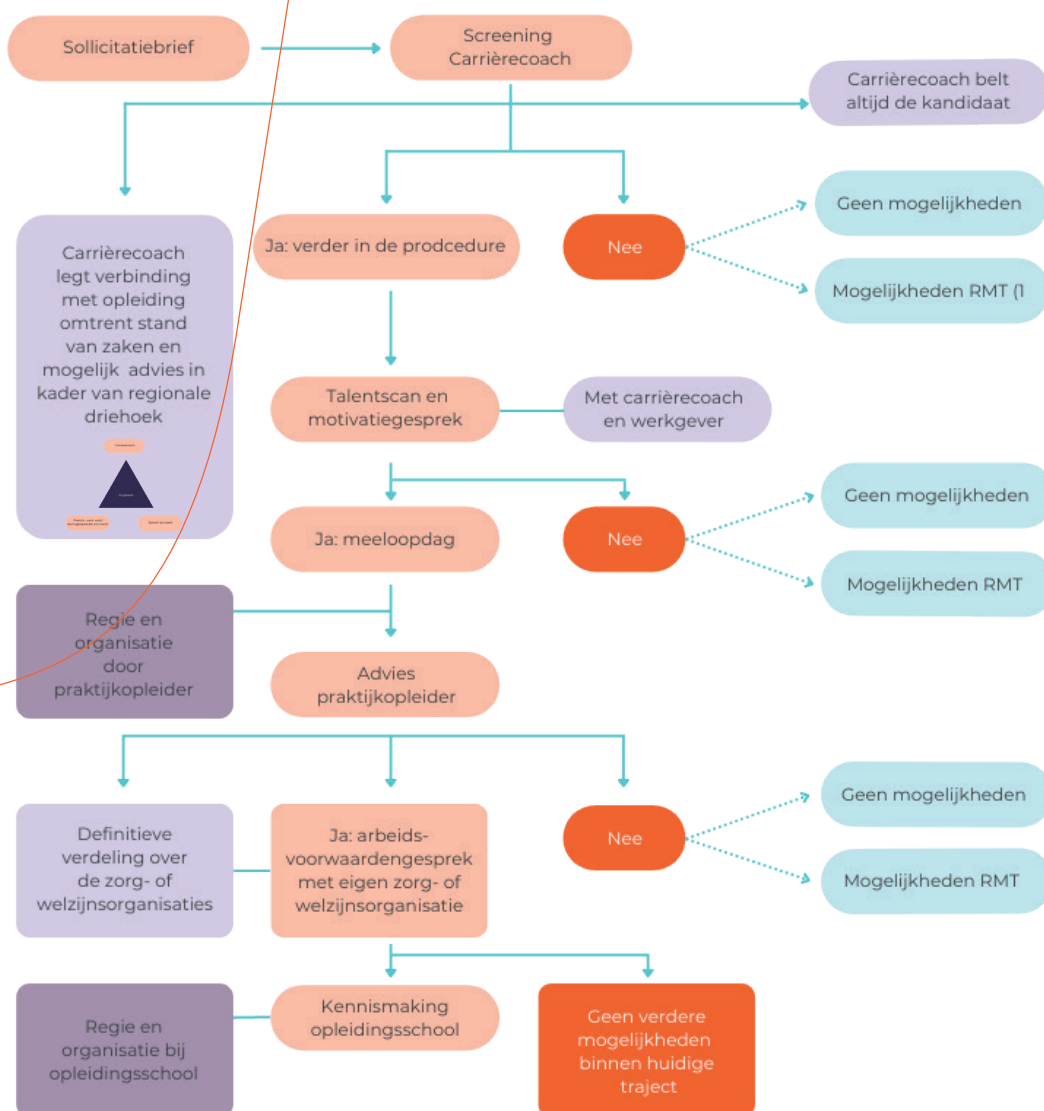 Sollicitatiebrief
Screening
Carrièrecoach
Carrièrecoach belt
altijd de kandidaat
Carrièrecoach
legt verbinding
met opleiding
omtrent stand
van zaken en
mogelijk advies in
kader van regionale
driehoek
Ja: verder in de prodcedure
Nee
Geen mogelijkheden
Mogelijkheden RMT (1
Talentscan en
motivatiegesprek
Met carrièrecoach
en werkgever
Ja: meeloopdag
Nee
Geen mogelijkheden
Mogelijkheden RMT
Regie en
organisatie
door
praktijkopleider
Advies
praktijkopleider
Definitieve
verdeling over
de zorg- of
welzijnsorganisaties
Ja: arbeids-
voorwaardengesprek
met eigen zorg- of
welzijnsorganisatie
Nee
Geen mogelijkheden
Mogelijkheden RMT
Regie en
organisatie bij
opleidingsschool
Kennismaking
opleidingsschool
Geen verdere
mogelijkheden
binnen huidige
traject